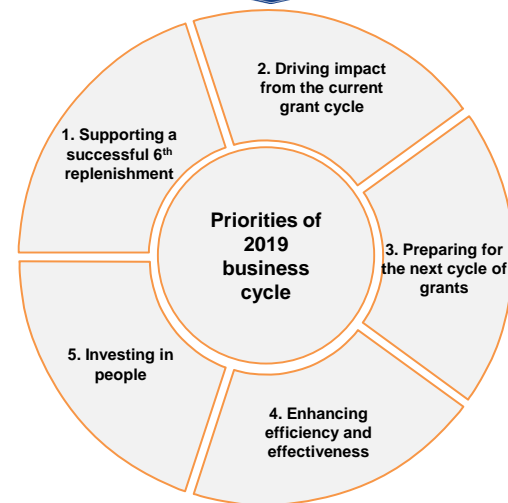 2. Driving impact
from the current
grant cycle
1. Supporting a
successful 6th
replenishment
Priorities of
2019
business
cycle
3. Preparing for
the next cycle of
grants
5. Investing in
people
4. Enhancing
efficiency and
effectiveness